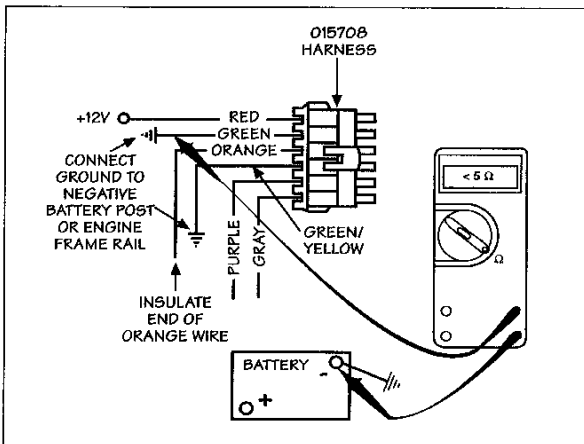 015708
HARNESS
+12V
RED
GREEN
ORANGE
CONNECT
GROUND TO
NEGATIVE
BATTERY POST
OR ENGINE
FRAME RAIL
PURPLE
GRAY
GREEN/
YELLOW
INSULATE
END OF
ORANGE WIRE
< 5 Ω
Ω
BATTERY
-
+